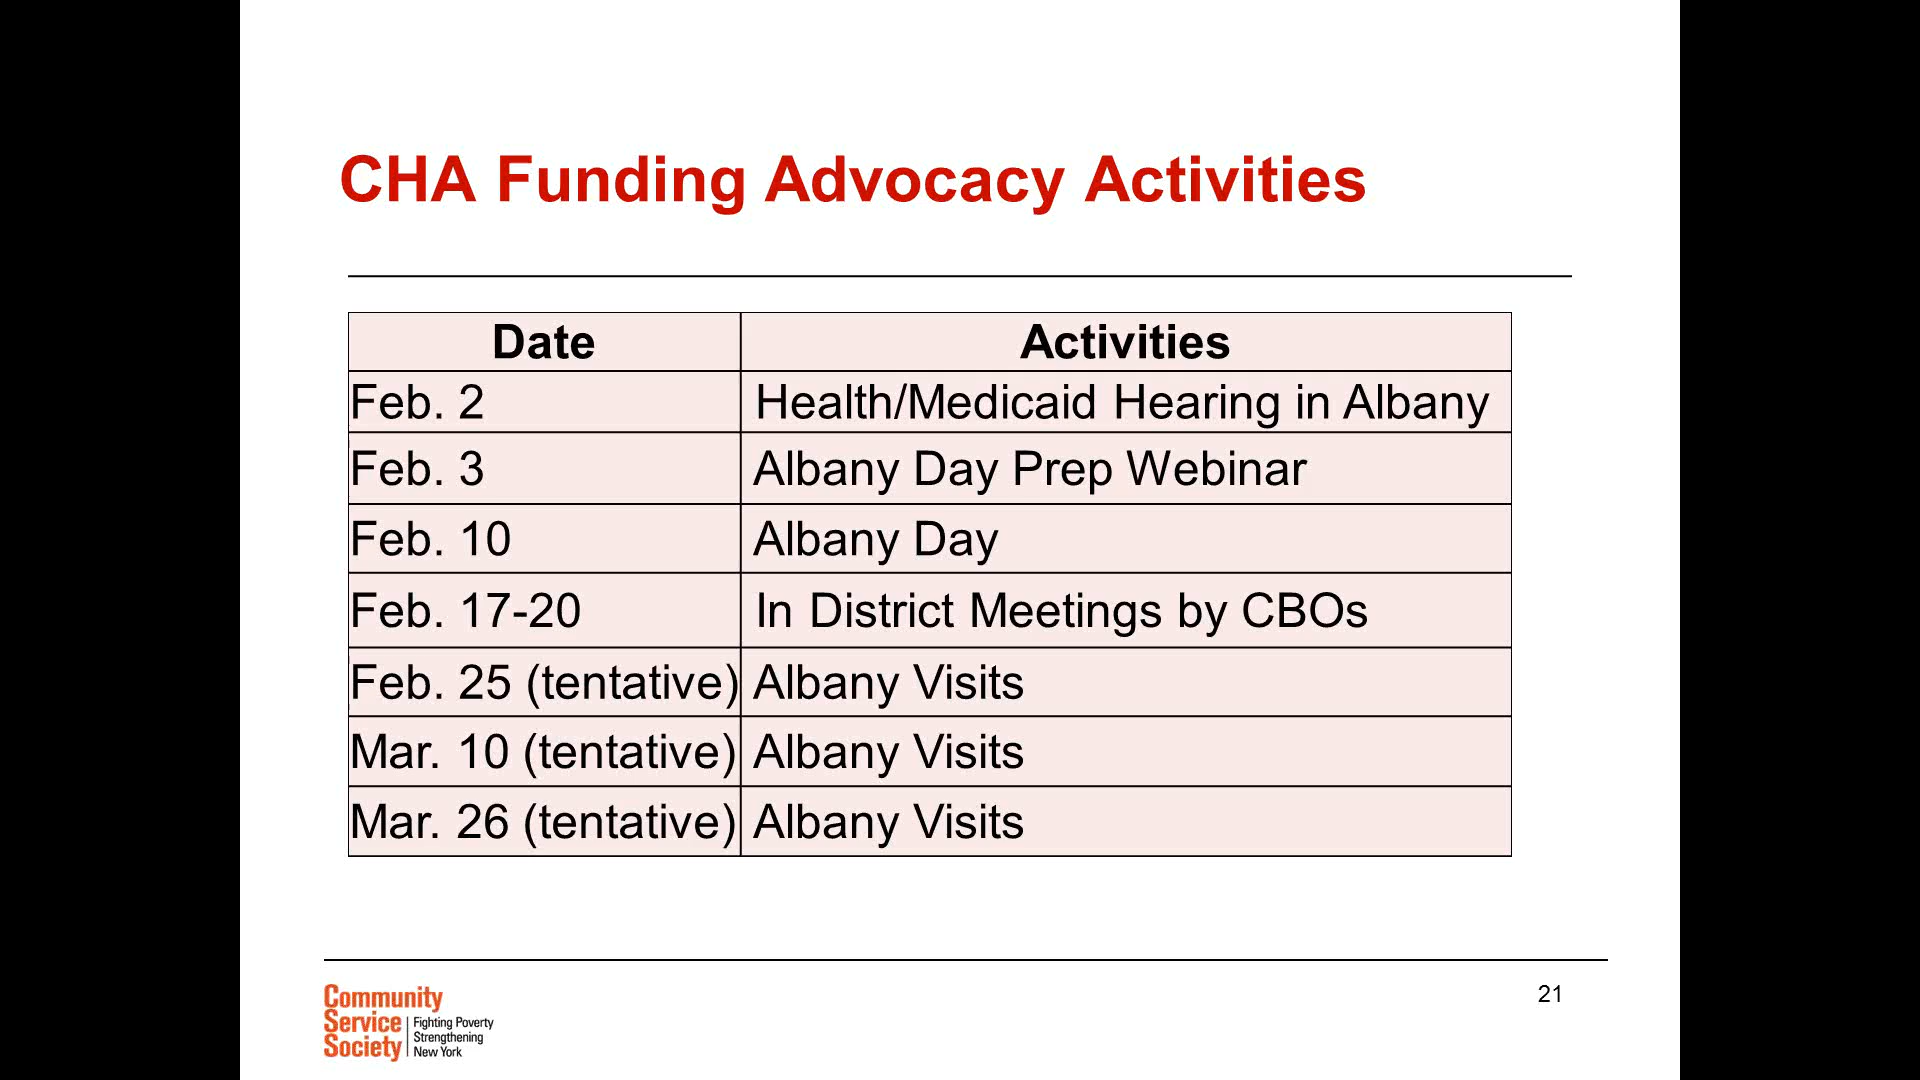 CHA Funding Advocacy Activities
Date Activities
Feb. 2 Health/Medicaid Hearing in Albany
Feb. 3 Albany Day Prep Webinar
Feb. 10 Albany Day
Feb. 17-20 In District Meetings by CBOs
Feb. 25 (tentative) Albany Visits
Mar. 10 (tentative) Albany Visits
Mar. 26 (tentative) Albany Visits
Community
Service
Society
Fighting Poverty
Strengthening
New York
21